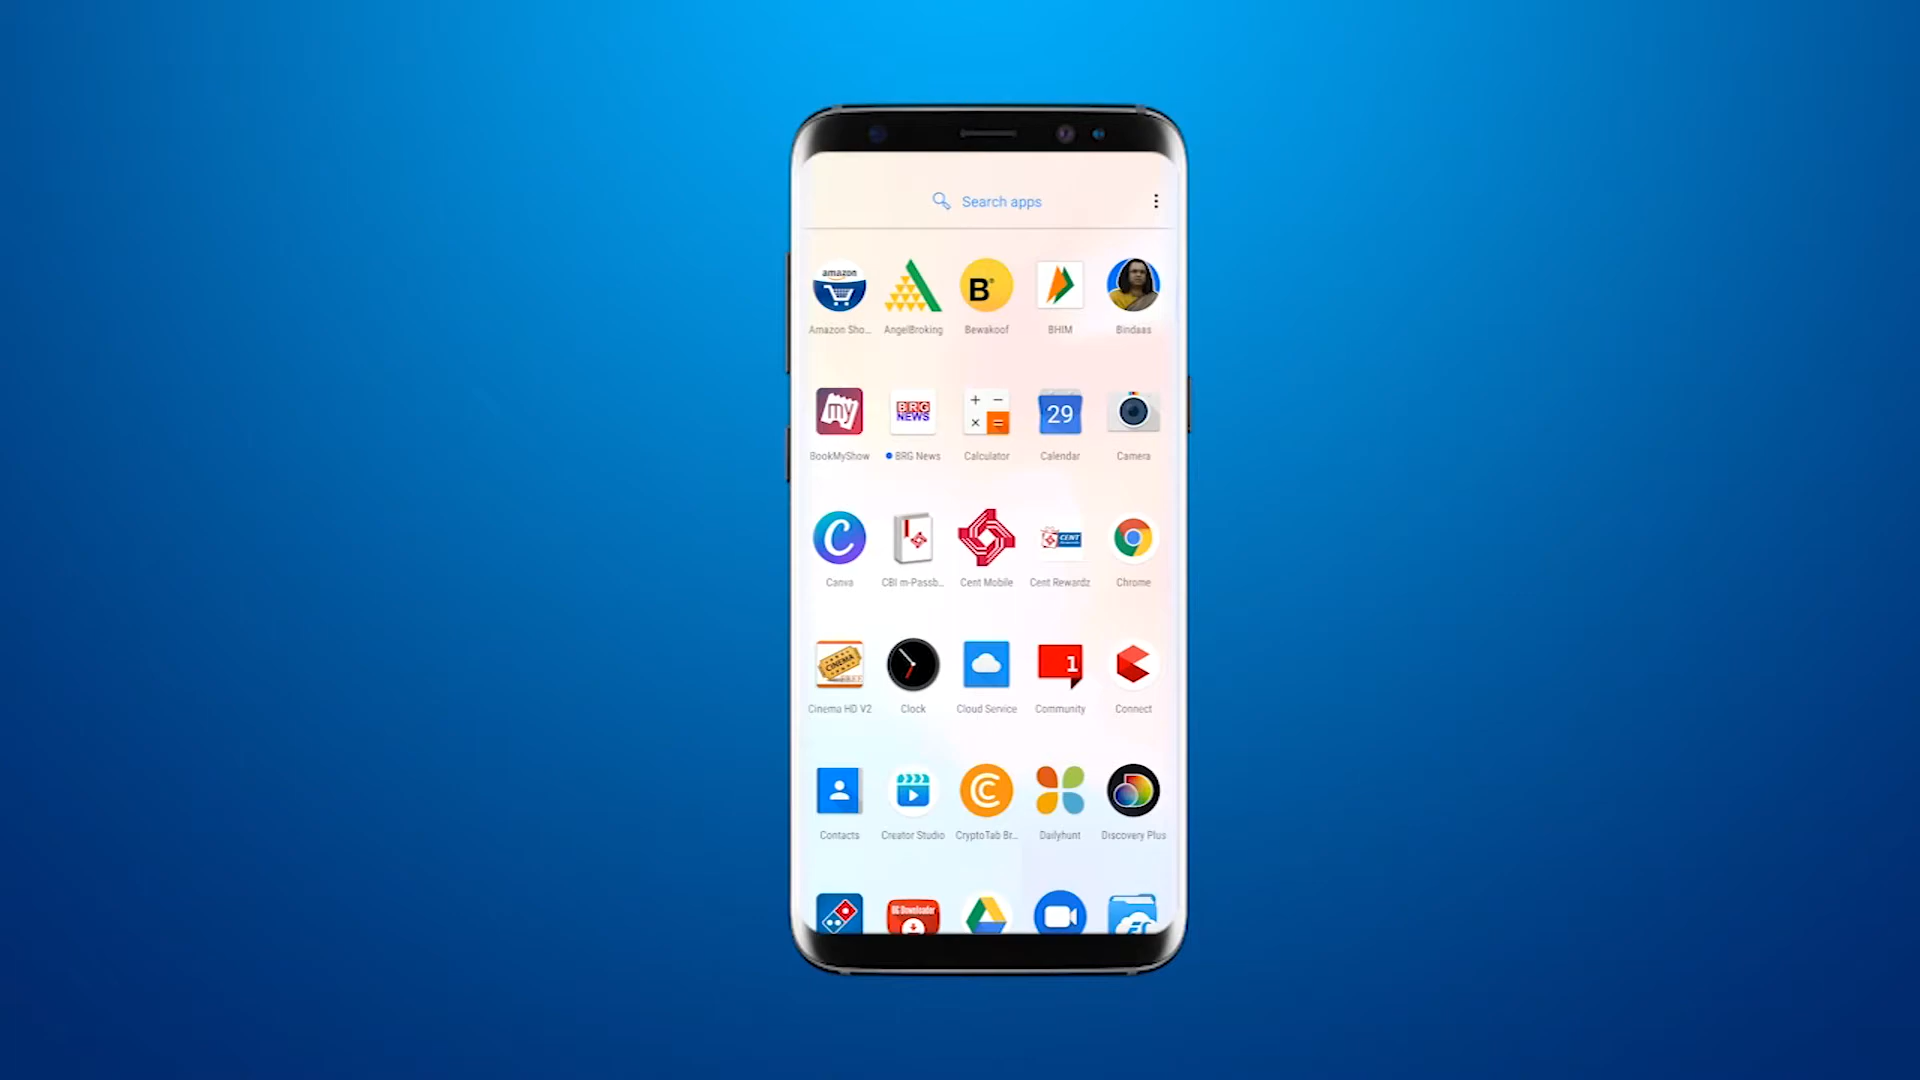 Search apps
amazon
B
Amazon Sho...
AngelBroking
Bewakoof
BHIM
Bindaas
my
BRG
NEWS
29
BookMyShow
BRG News
Calculator
Calendar
Camera
C
CENT
Canva
CBI m-Passb...
Cent Mobile
Cent Rewardz
Chrome
CINEMA
1
Cinema HD V2
Clock
Cloud Service
Community
Connect
Contacts
Creator Studio
CryptoTab Br...
Dailyhunt
Discovery Plus
BG Downloader